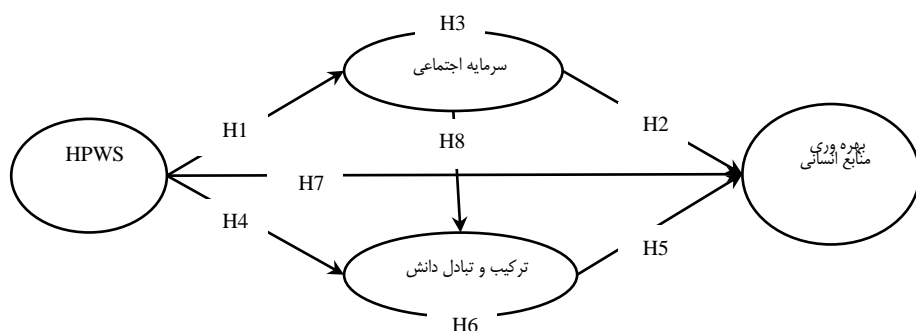 H3
سرمایه اجتماعی
H1
H8
H2
HPWS
بهره وری
منابع انسانی
H7
H4
H5
ترکیب و تبادل دانش
H6